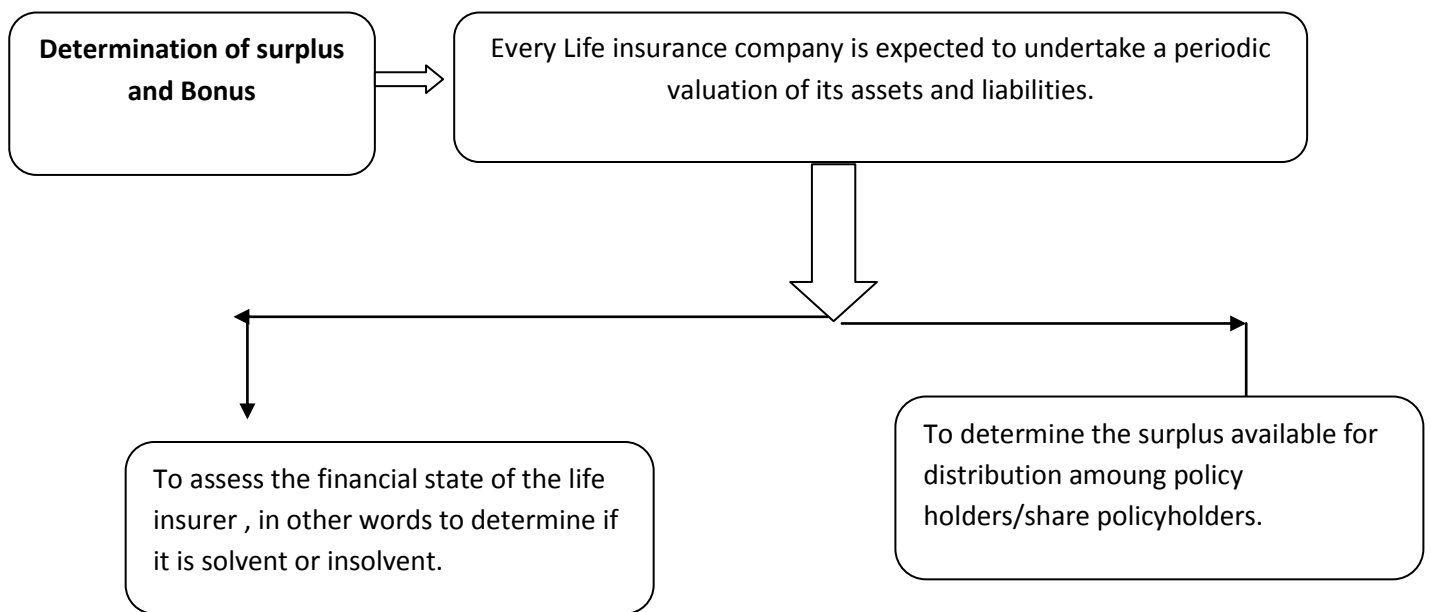 Determination of surplus
and Bonus
Every Life insurance company is expected to undertake a periodic
valuation of its assets and liabilities.
To assess the financial state of the life
insurer , in other words to determine if
it is solvent or insolvent.
To determine the surplus available for
distribution amoung policy
holders/share policyholders.